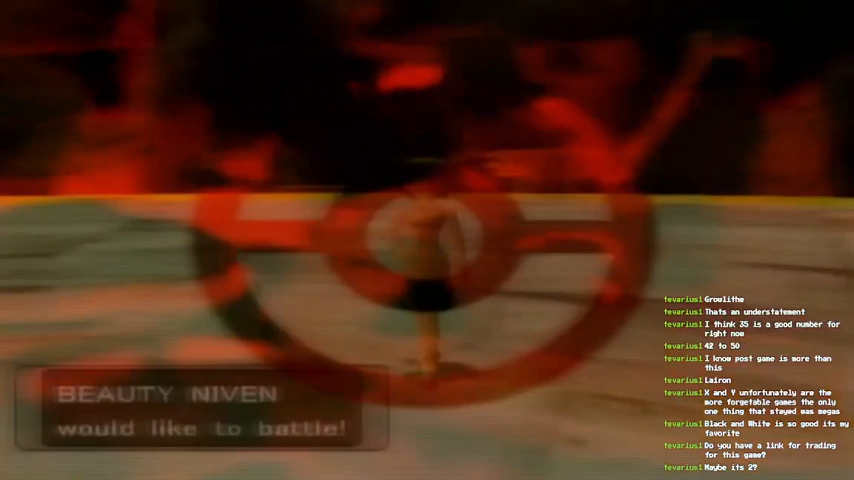 BEAUTY NIVEN
would like to battle!
tevarius1 Growlithe
tevarius1 Thats an understatement
tevarius1 I think 35 is a good number for
right now
tevarius1 42 to 50
tevarius1 I know post game is more than
this
tevarius1 Lairon
tevarius1 X and Y unfortunately are the
more forgetable games the only
one thing that stayed was megas
tevarius1 Black and White is so good its my
favorite
tevarius1 Do you have a link for trading
for this game?
tevarius1 Maybe its 2?